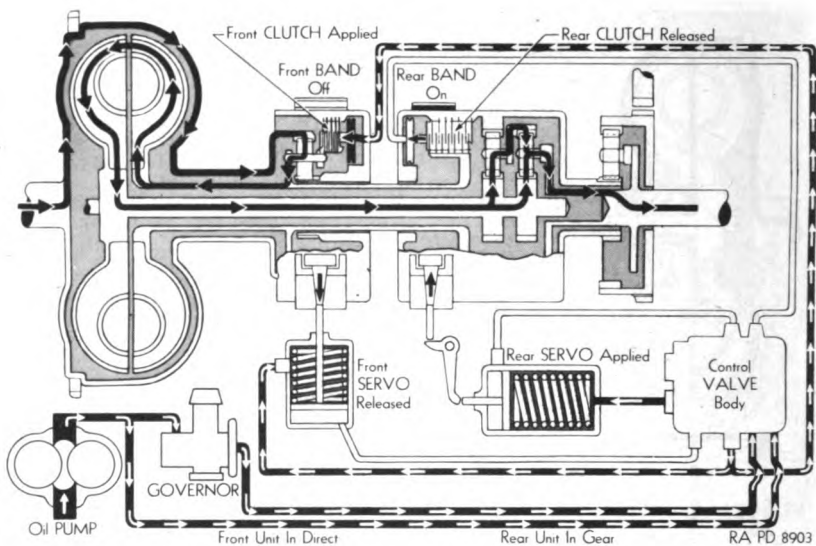 Front CLUTCH Applied
Rear CLUTCH Released
Front BAND
Off
Rear BAND
On
Front
SERVO
Released
Rear SERVO Applied
Control
VALVE
Body
GOVERNOR
Oil PUMP
Front Unit In Direct
Rear Unit In Gear
RA PD 8903